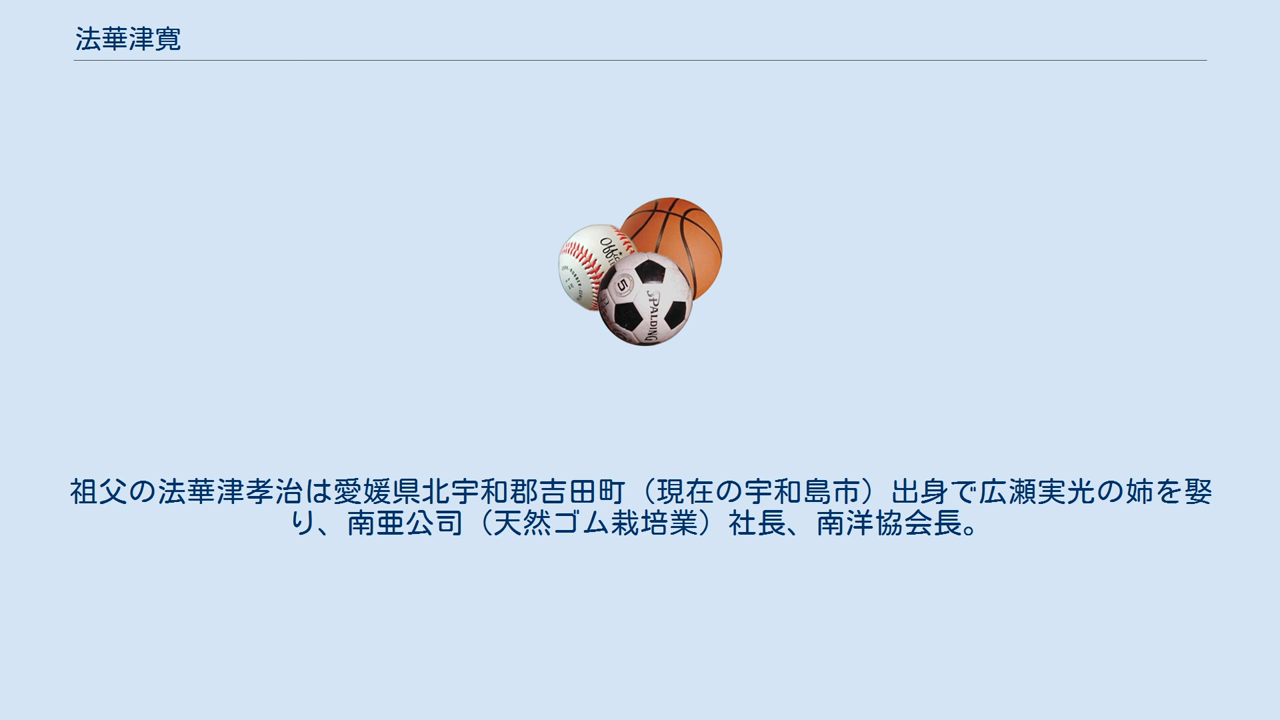 法華津寛
Offic
5
SPALDING
祖父の法華津孝治は愛媛県北宇和郡吉田町（現在の宇和島市）出身で広瀬実光の姉を娶
り、南亜公司（天然ゴム栽培業）社長、南洋協会長。